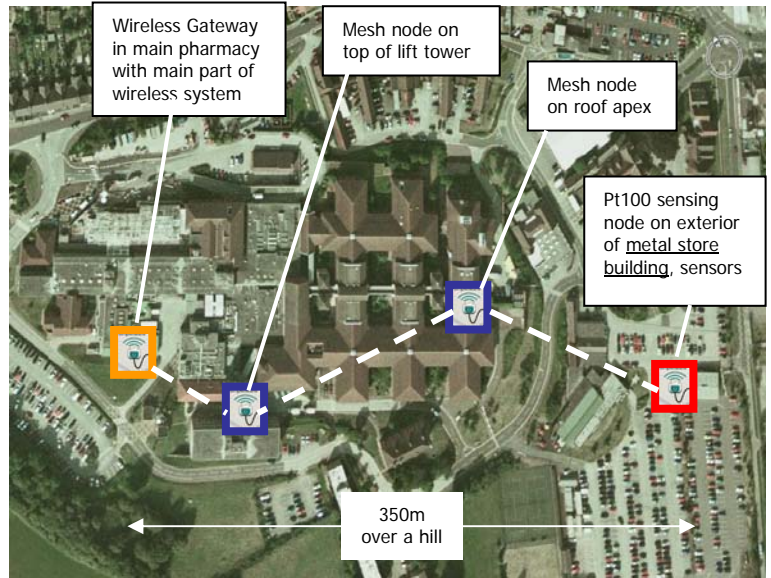 Wireless Gateway
in main pharmacy
with main part of
wireless system
Mesh node on
top of lift tower
Mesh node
on roof apex
Pt100 sensing
node on exterior
of metal store
building, sensors
350m
over a hill